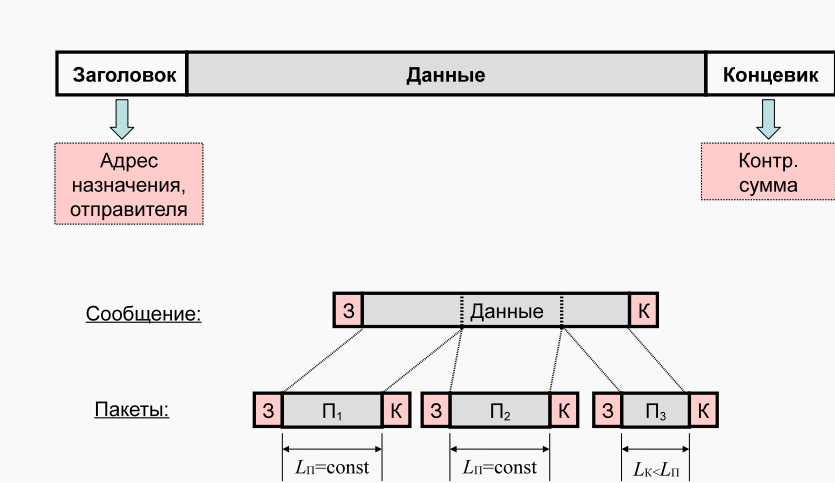 Заголовок Данные Концевик
Адрес
назначения,
отправителя
Контр.
сумма
Сообщение: З Данные К
Пакеты: З П₁ К З П₂ К З П₃ К
Lп=const Lп=const Lк<Lп